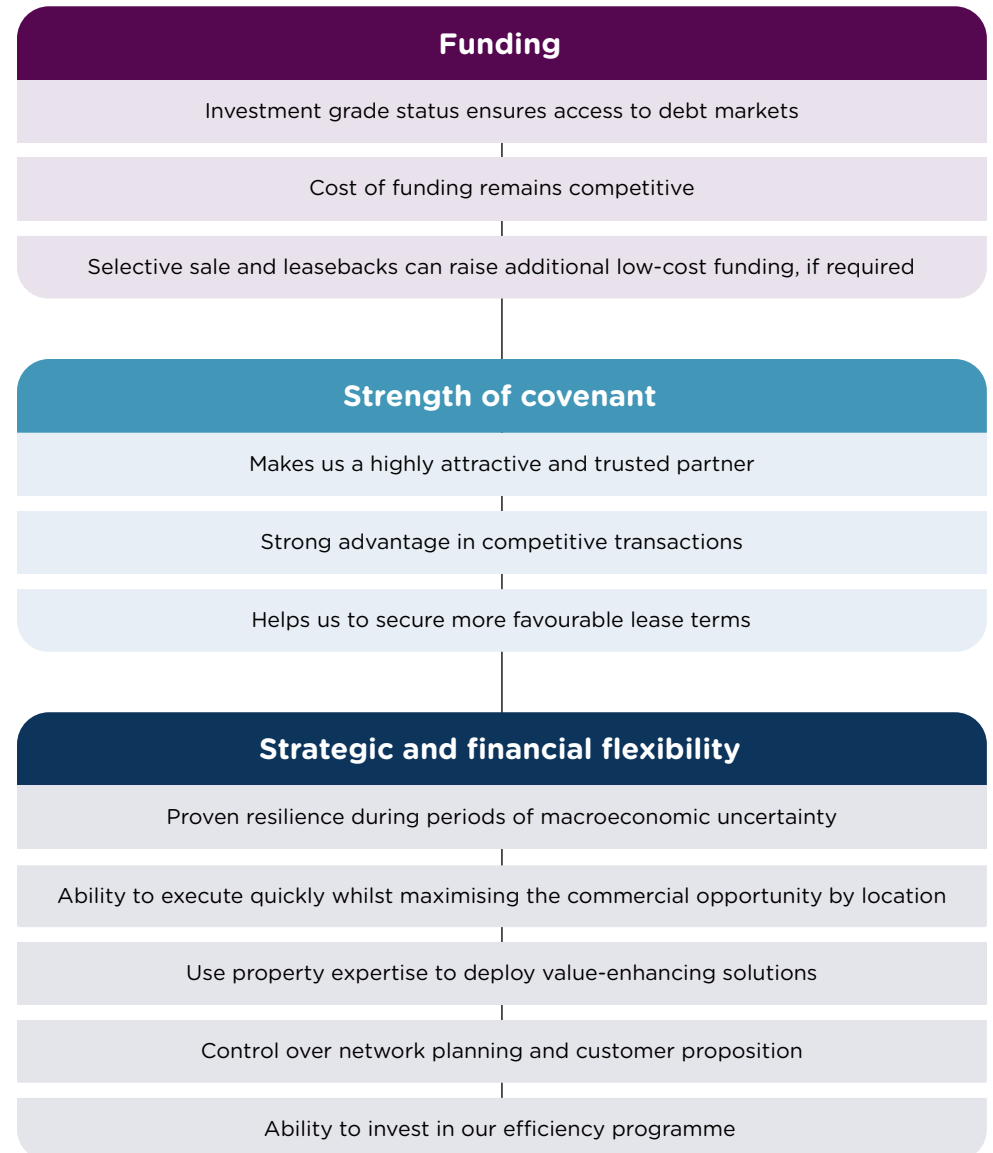 Funding
Investment grade status ensures access to debt markets
Cost of funding remains competitive
Selective sale and leasebacks can raise additional low-cost funding, if required
Strength of covenant
Makes us a highly attractive and trusted partner
Strong advantage in competitive transactions
Helps us to secure more favourable lease terms
Strategic and financial flexibility
Proven resilience during periods of macroeconomic uncertainty
Ability to execute quickly whilst maximising the commercial opportunity by location
Use property expertise to deploy value-enhancing solutions
Control over network planning and customer proposition
Ability to invest in our efficiency programme